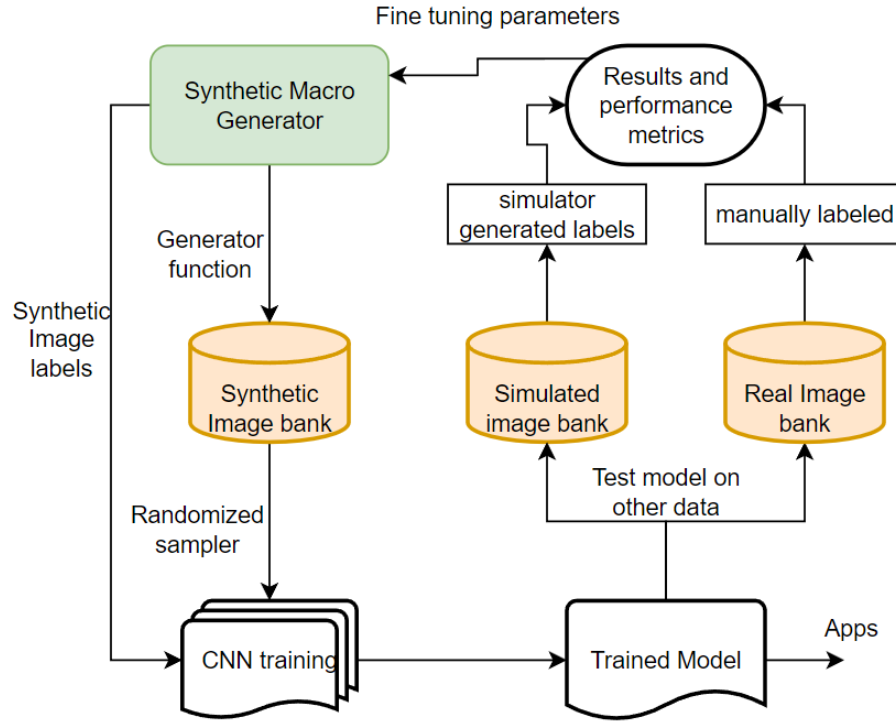 Fine tuning parameters
Synthetic Macro
Generator
Results and
performance
metrics
simulator
generated labels
manually labeled
Generator
function
Synthetic
Image
labels
Synthetic
Image bank
Simulated
image bank
Real Image
bank
Test model on
other data
Randomized
sampler
CNN training
Trained Model
Apps